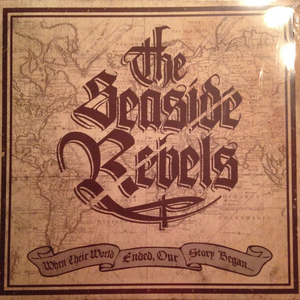 the
Seaside
Rebels
When Their World Ended, Our Story Began...